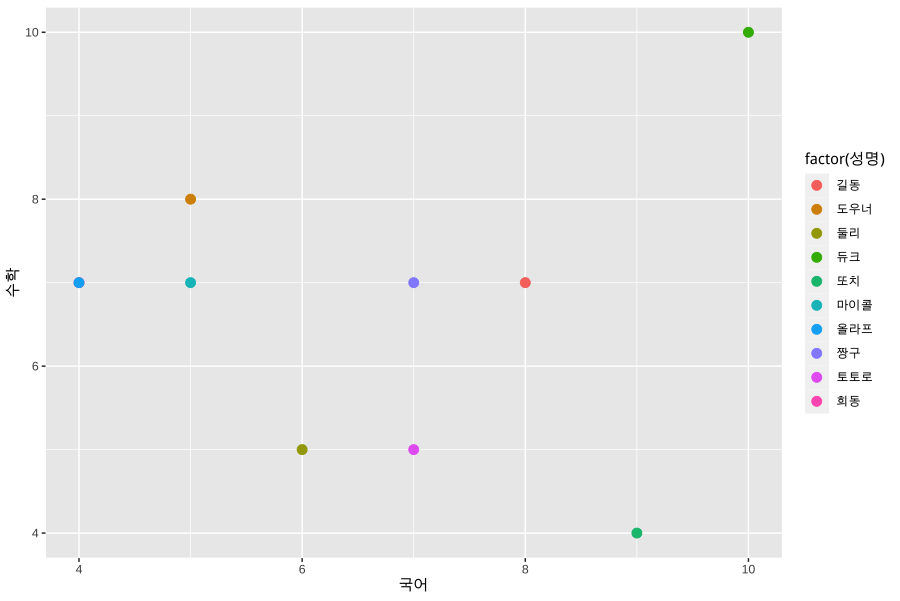 10
8
6
4
수학
4 6 8 10
국어
factor(성명)
길동
도우너
둘리
듀크
또치
마이콜
올라프
짱구
토토로
희동